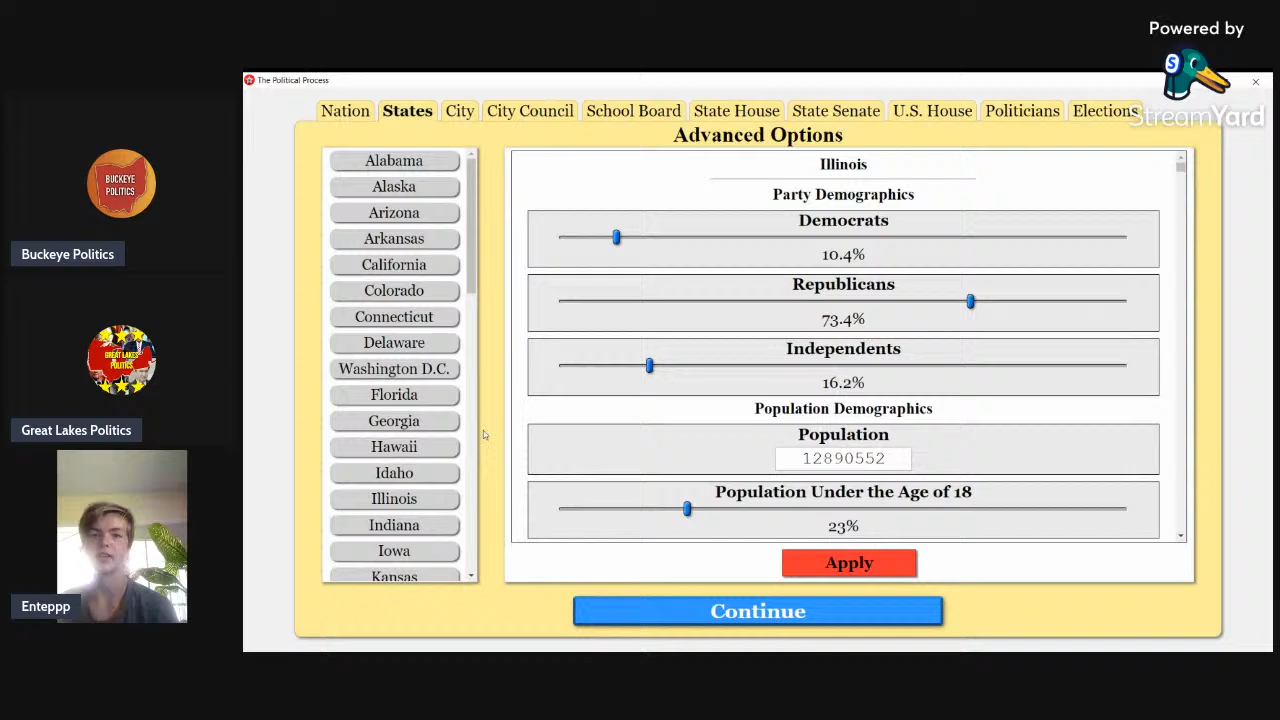 Powered by
StreamYard
S
The Political Process
Nation States City City Council School Board State House State Senate U.S. House Politicians Elections
Advanced Options
Alabama
Alaska
Arizona
Arkansas
California
Colorado
Connecticut
Delaware
Washington D.C.
Florida
Georgia
Hawaii
Idaho
Illinois
Indiana
Iowa
Kansas
Illinois
Party Demographics
Democrats
10.4%
Republicans
73.4%
Independents
16.2%
Population Demographics
Population
12890552
Population Under the Age of 18
23%
Apply
Continue
BUCKEYE
POLITICS
Buckeye Politics
GREAT LAKES
POLITICS
Great Lakes Politics
Enteppp